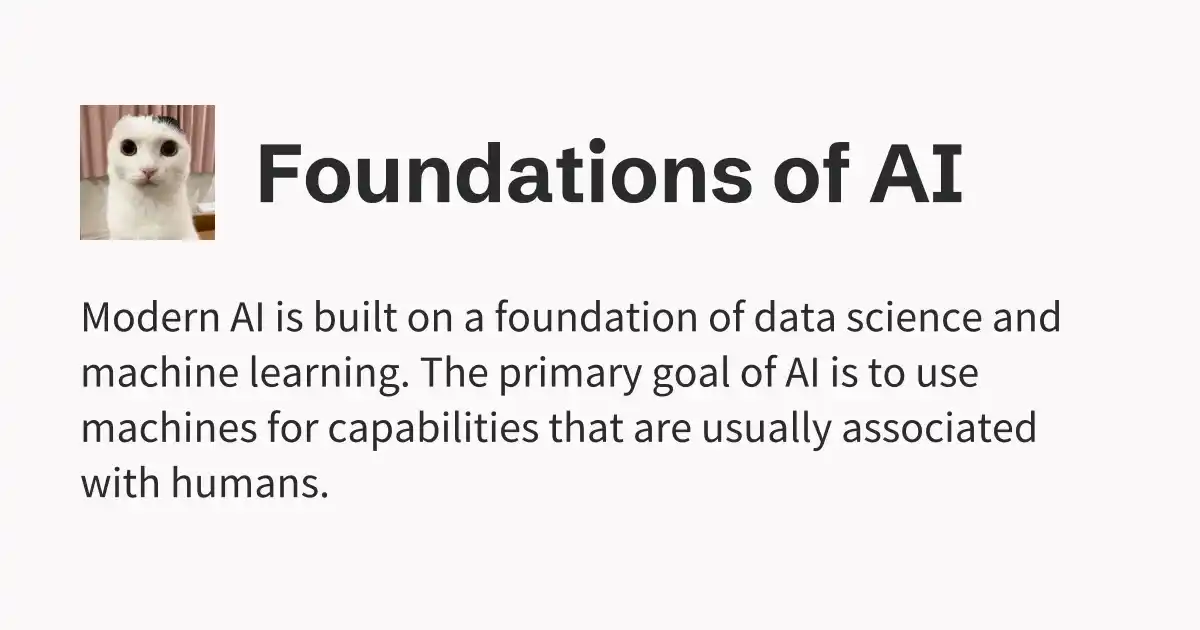 Foundations of AI
Modern AI is built on a foundation of data science and
machine learning. The primary goal of AI is to use
machines for capabilities that are usually associated
with humans.